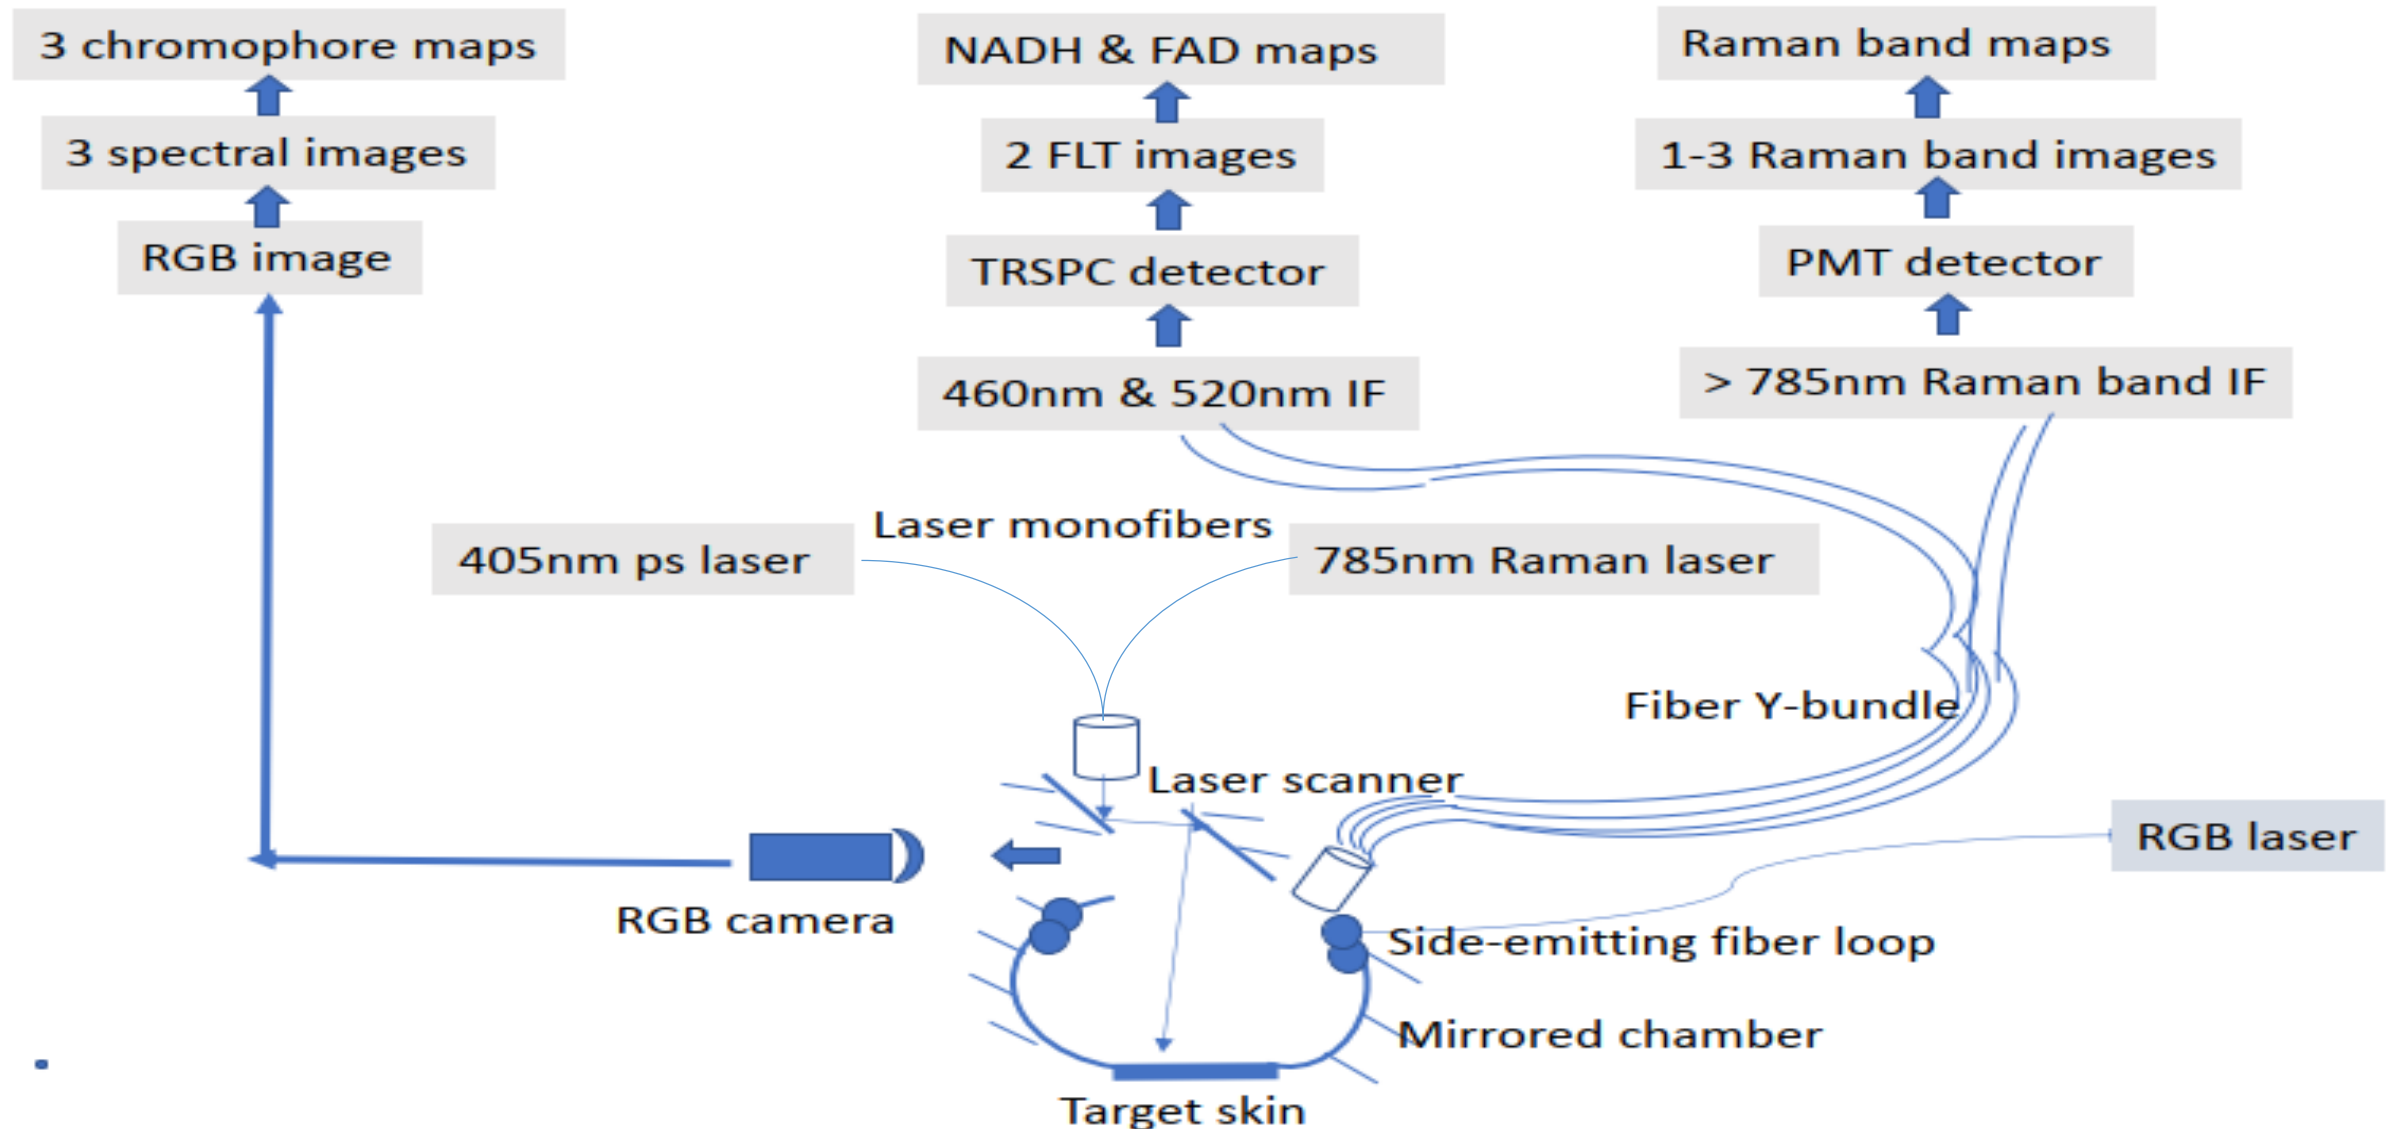 3 chromophore maps
NADH & FAD maps
Raman band maps
3 spectral images
2 FLT images
1-3 Raman band images
RGB image
TRSPC detector
PMT detector
460nm & 520nm IF
> 785nm Raman band IF
Laser monofibers
405nm ps laser
785nm Raman laser
Fiber Y-bundle
Laser scanner
RGB laser
RGB camera
Side-emitting fiber loop
Mirrored chamber
Target skin